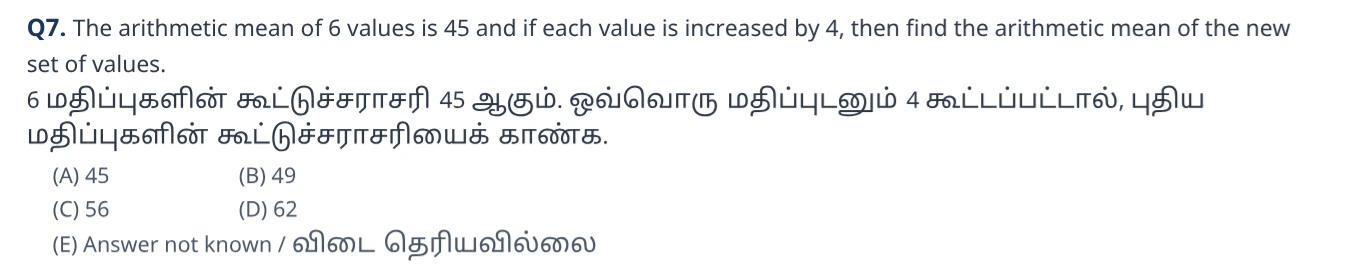 Q7. The arithmetic mean of 6 values is 45 and if each value is increased by 4, then find the arithmetic mean of the new
set of values.
6 மதிப்புகளின் கூட்டுச்சராசரி 45 ஆகும். ஒவ்வொரு மதிப்புடனும் 4 கூட்டப்பட்டால், புதிய
மதிப்புகளின் கூட்டுச்சராசரியைக் காண்க.
(A) 45 (B) 49
(C) 56 (D) 62
(E) Answer not known / விடை தெரியவில்லை